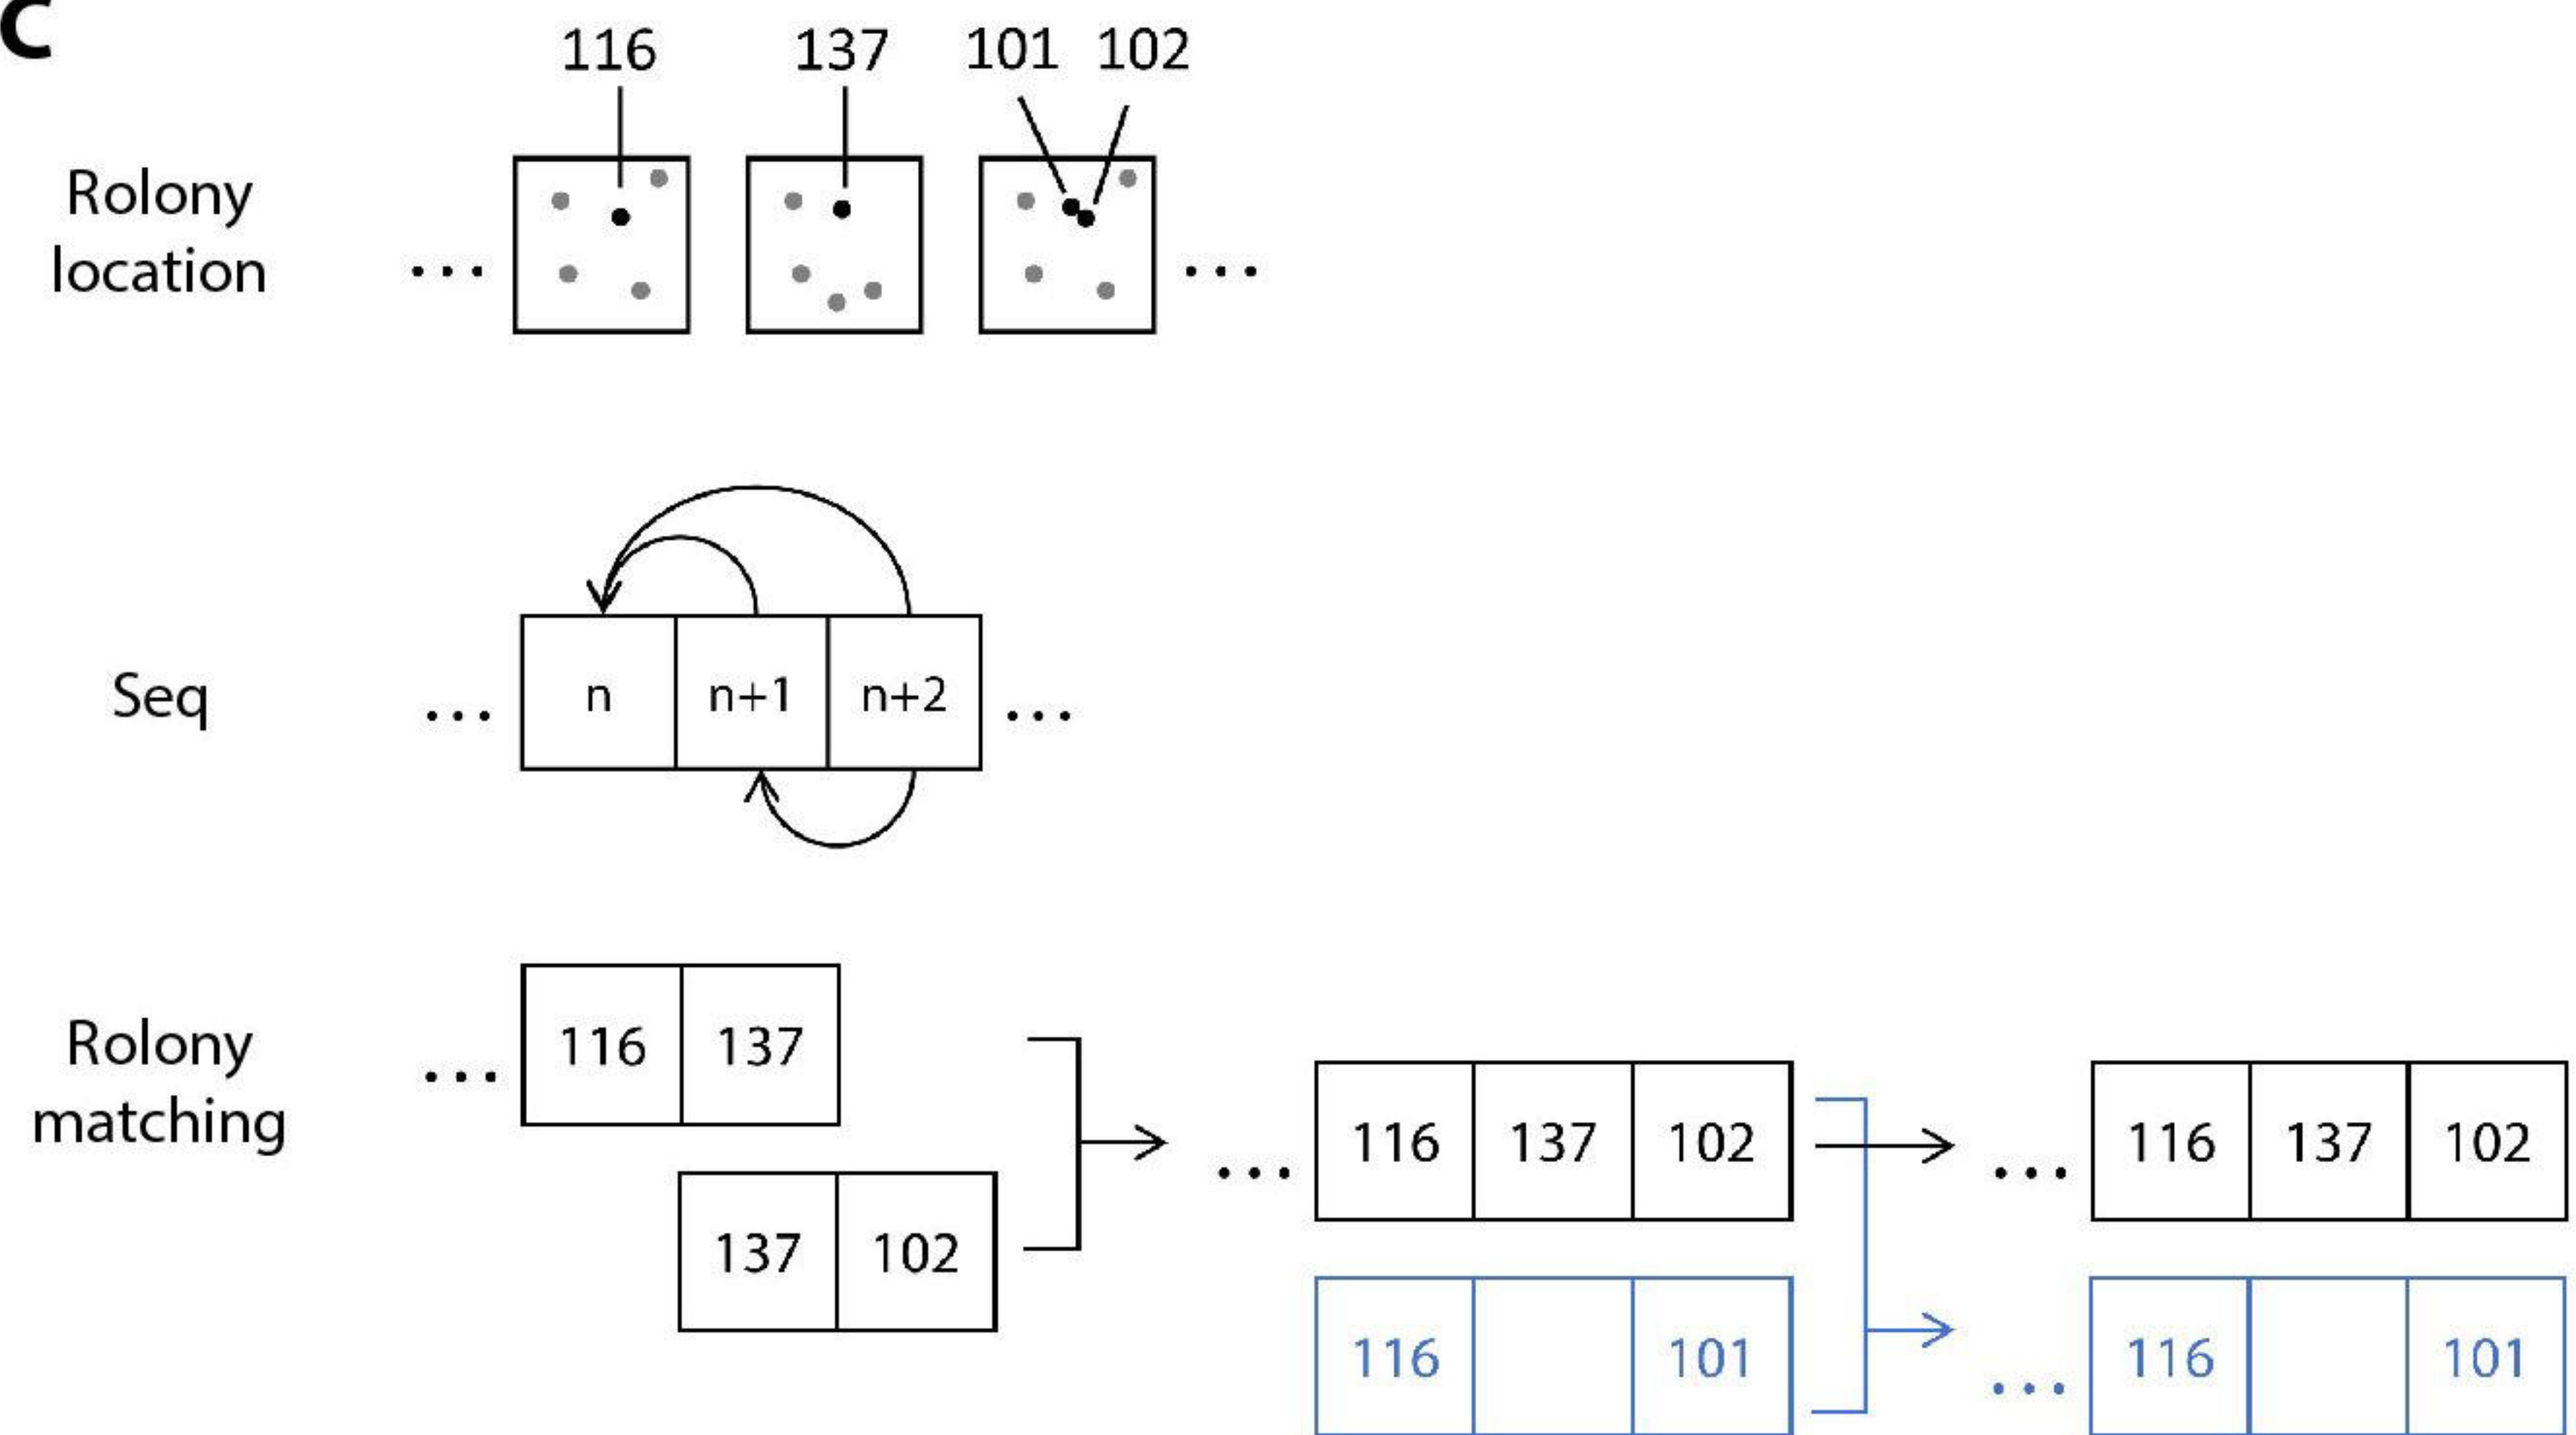 C
116 137 101 102
Rolony
location
... ...
Seq
... n n+1 n+2 ...
Rolony
matching
... 116 137
137 102
... 116 137 102
116 101
... 116 137 102
... 116 101